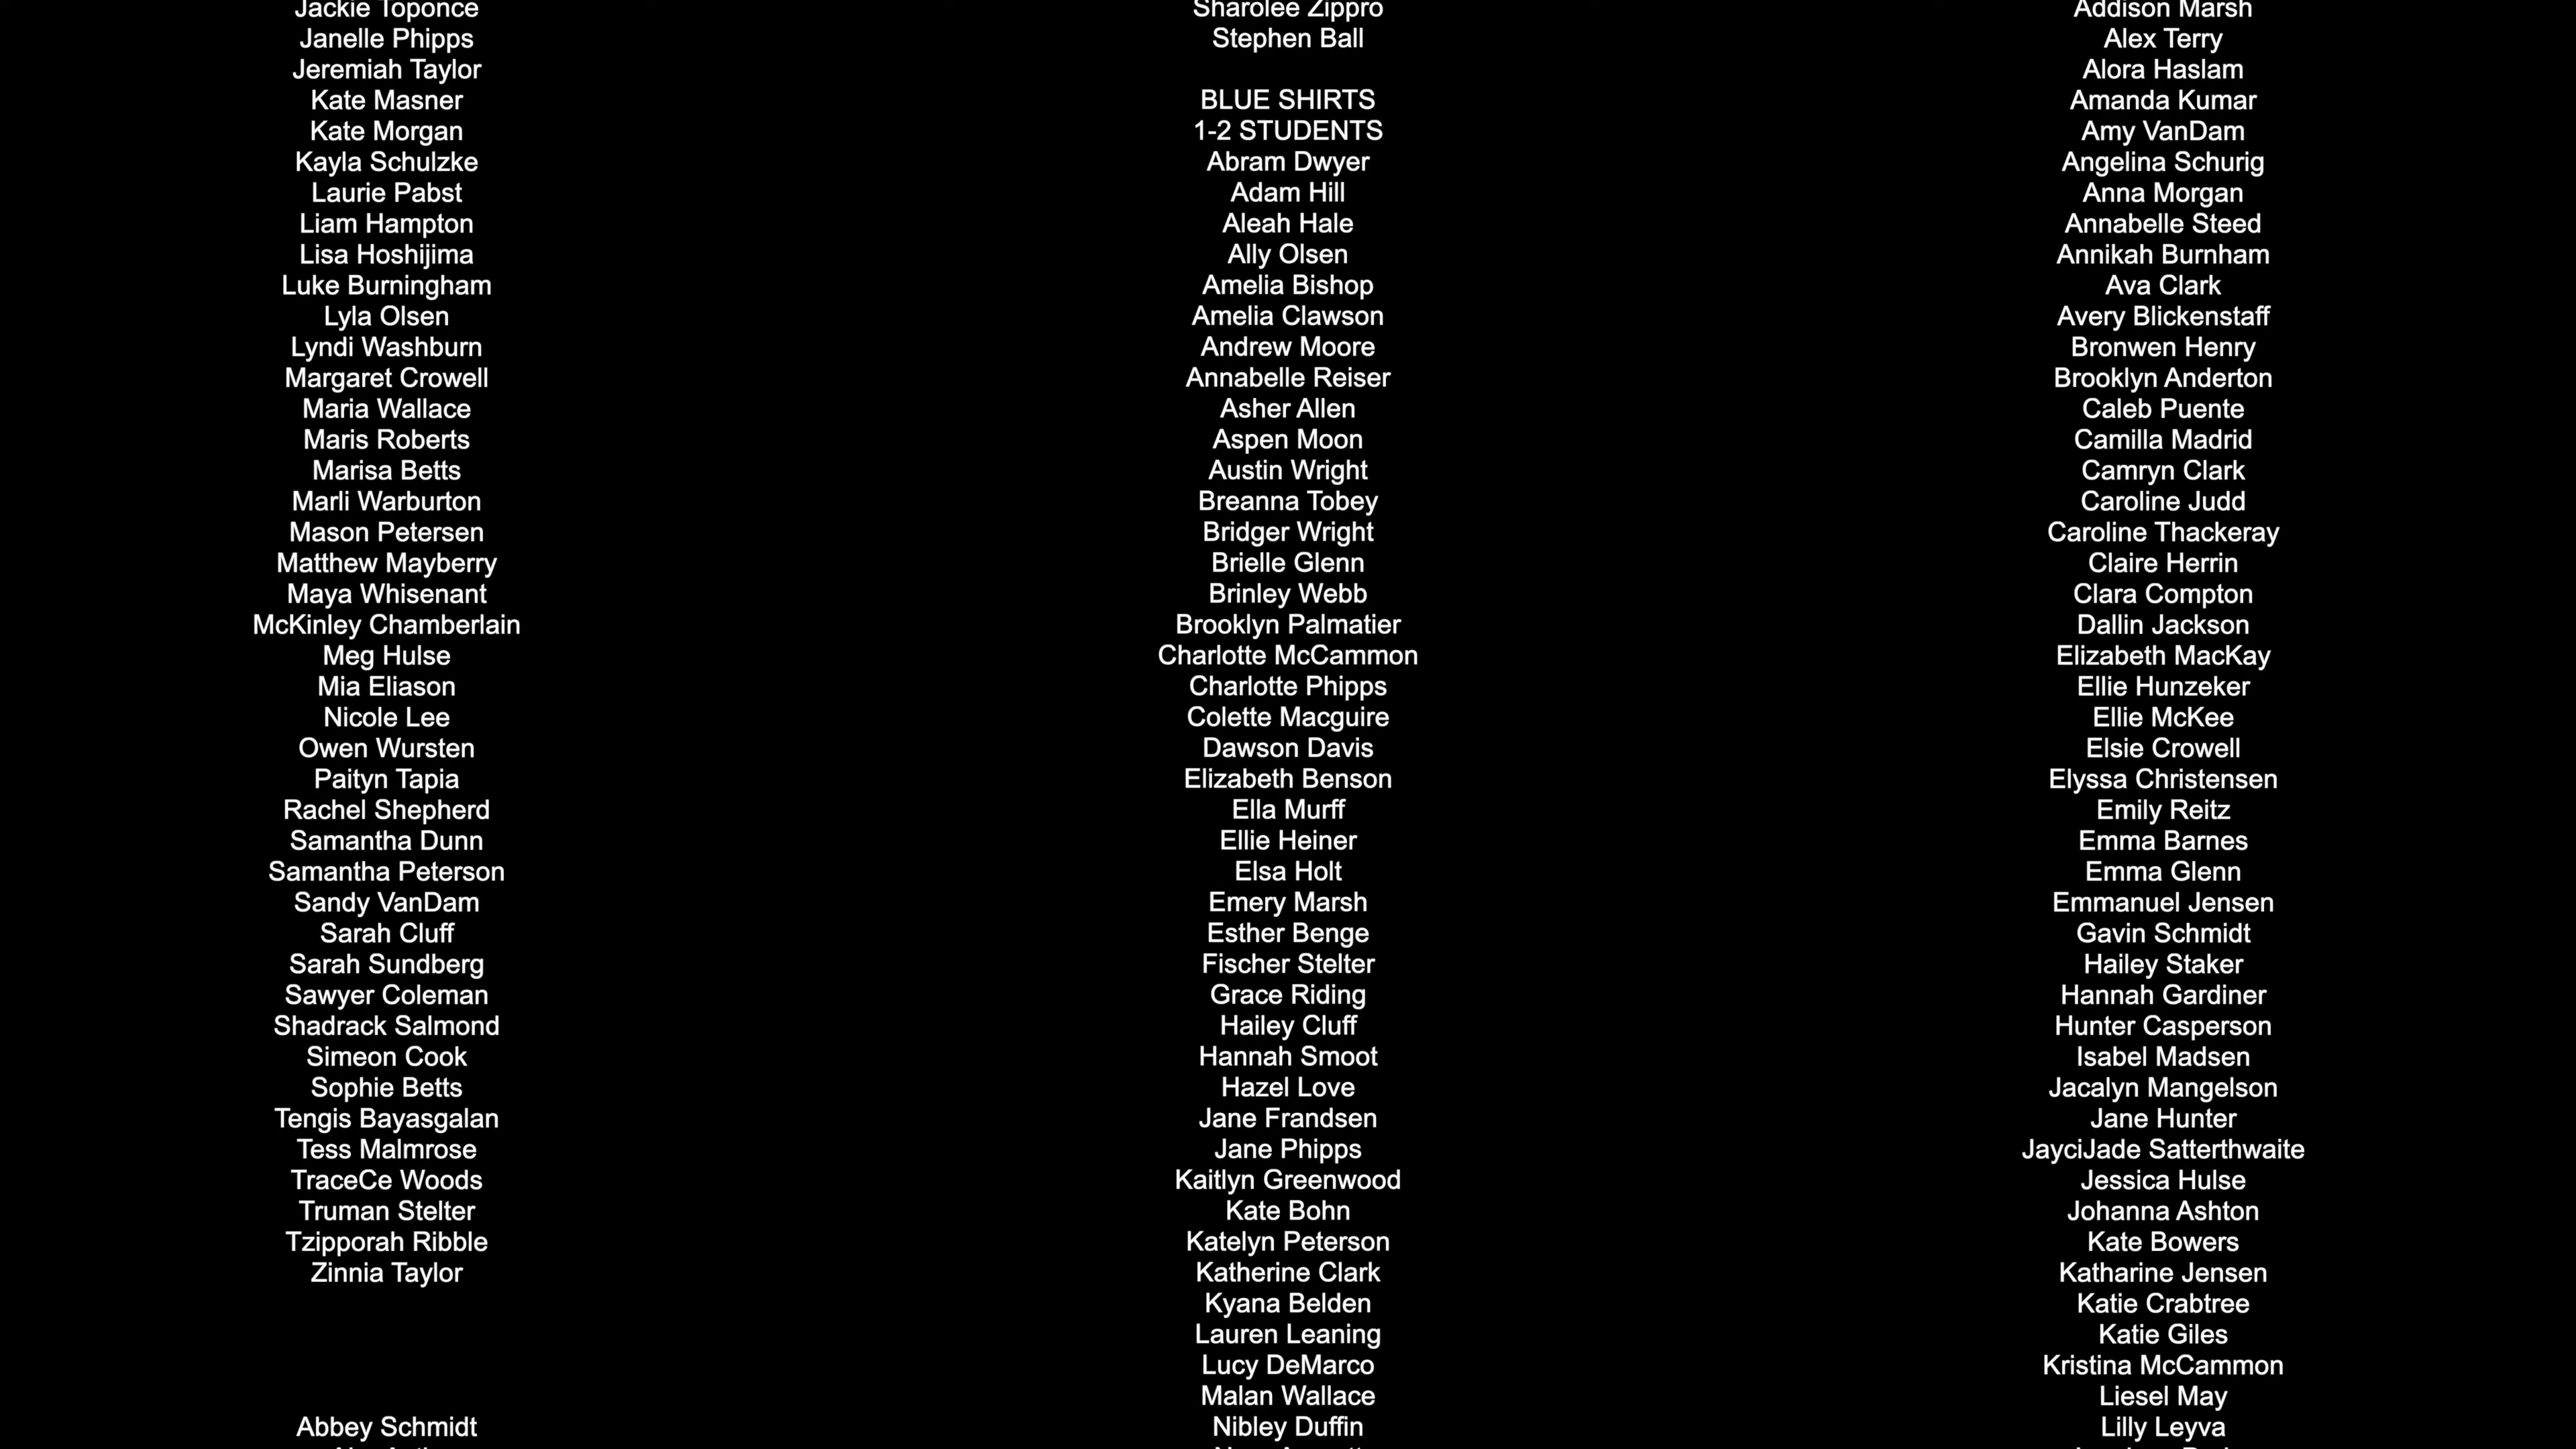 Jackie Toponce
Janelle Phipps
Jeremiah Taylor
Kate Masner
Kate Morgan
Kayla Schulzke
Laurie Pabst
Liam Hampton
Lisa Hoshijima
Luke Burningham
Lyla Olsen
Lyndi Washburn
Margaret Crowell
Maria Wallace
Maris Roberts
Marisa Betts
Marli Warburton
Mason Petersen
Matthew Mayberry
Maya Whisenant
McKinley Chamberlain
Meg Hulse
Mia Eliason
Nicole Lee
Owen Wursten
Paityn Tapia
Rachel Shepherd
Samantha Dunn
Samantha Peterson
Sandy VanDam
Sarah Cluff
Sarah Sundberg
Sawyer Coleman
Shadrack Salmond
Simeon Cook
Sophie Betts
Tengis Bayasgalan
Tess Malmrose
TraceCe Woods
Truman Stelter
Tzipporah Ribble
Zinnia Taylor
Abbey Schmidt
Sharolee Zippro
Stephen Ball
BLUE SHIRTS
1-2 STUDENTS
Abram Dwyer
Adam Hill
Aleah Hale
Ally Olsen
Amelia Bishop
Amelia Clawson
Andrew Moore
Annabelle Reiser
Asher Allen
Aspen Moon
Austin Wright
Breanna Tobey
Bridger Wright
Brielle Glenn
Brinley Webb
Brooklyn Palmatier
Charlotte McCammon
Charlotte Phipps
Colette Macguire
Dawson Davis
Elizabeth Benson
Ella Murff
Ellie Heiner
Elsa Holt
Emery Marsh
Esther Benge
Fischer Stelter
Grace Riding
Hailey Cluff
Hannah Smoot
Hazel Love
Jane Frandsen
Jane Phipps
Kaitlyn Greenwood
Kate Bohn
Katelyn Peterson
Katherine Clark
Kyana Belden
Lauren Leaning
Lucy DeMarco
Malan Wallace
Nibley Duffin
Addison Marsh
Alex Terry
Alora Haslam
Amanda Kumar
Amy VanDam
Angelina Schurig
Anna Morgan
Annabelle Steed
Annikah Burnham
Ava Clark
Avery Blickenstaff
Bronwen Henry
Brooklyn Anderton
Caleb Puente
Camilla Madrid
Camryn Clark
Caroline Judd
Caroline Thackeray
Claire Herrin
Clara Compton
Dallin Jackson
Elizabeth MacKay
Ellie Hunzeker
Ellie McKee
Elsie Crowell
Elyssa Christensen
Emily Reitz
Emma Barnes
Emma Glenn
Emmanuel Jensen
Gavin Schmidt
Hailey Staker
Hannah Gardiner
Hunter Casperson
Isabel Madsen
Jacalyn Mangelson
Jane Hunter
JayciJade Satterthwaite
Jessica Hulse
Johanna Ashton
Kate Bowers
Katharine Jensen
Katie Crabtree
Katie Giles
Kristina McCammon
Liesel May
Lilly Leyva